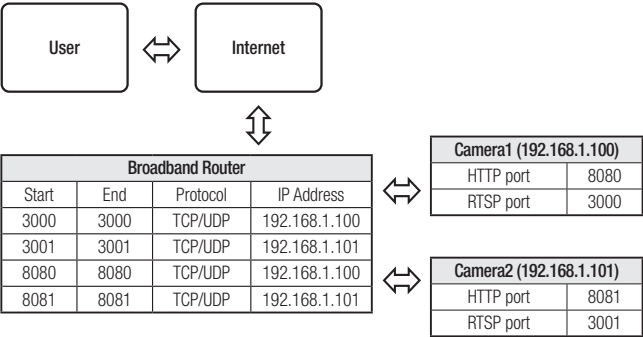 User
Internet
Broadband Router
Start End Protocol IP Address
3000 3000 TCP/UDP 192.168.1.100
3001 3001 TCP/UDP 192.168.1.101
8080 8080 TCP/UDP 192.168.1.100
8081 8081 TCP/UDP 192.168.1.101
Camera1 (192.168.1.100)
HTTP port 8080
RTSP port 3000
Camera2 (192.168.1.101)
HTTP port 8081
RTSP port 3001